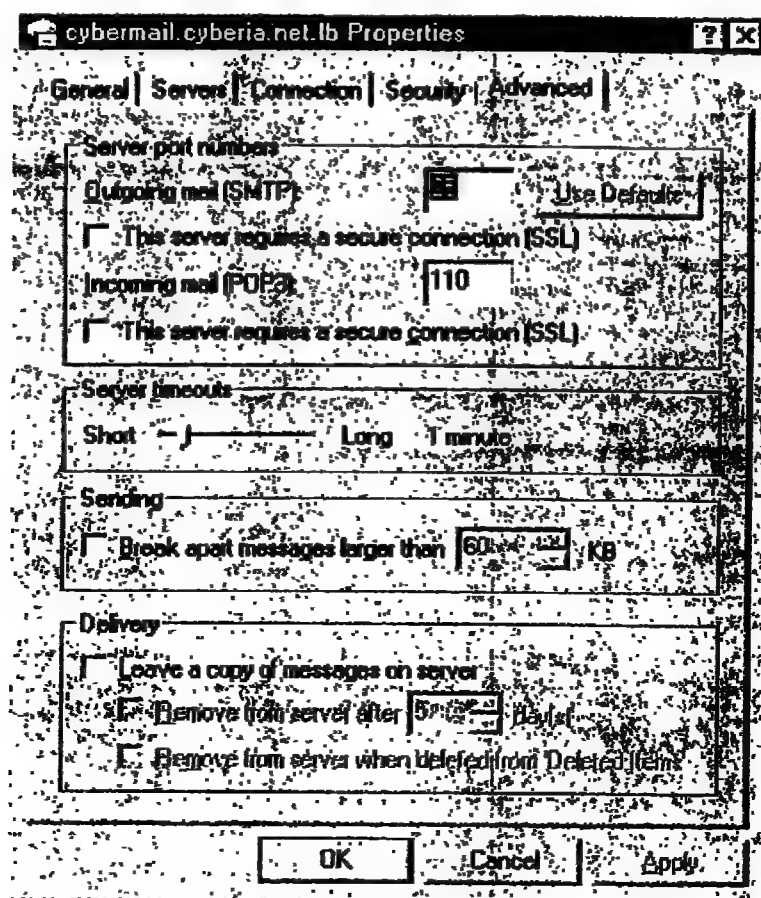 cybermail.cyberia.net.lb Properties
General Servers Connection Security Advanced
Server port numbers
Outgoing mail (SMTP): Use Defaults
This server requires a secure connection (SSL)
Incoming mail (POP3): 110
This server requires a secure connection (SSL)
Server timeouts
Short Long 1 minute
Sending
Break apart messages larger than 60 KB
Delivery
Leave a copy of messages on server
Remove from server after 5 day(s)
Remove from server when deleted from 'Deleted Items'
OK Cancel Apply